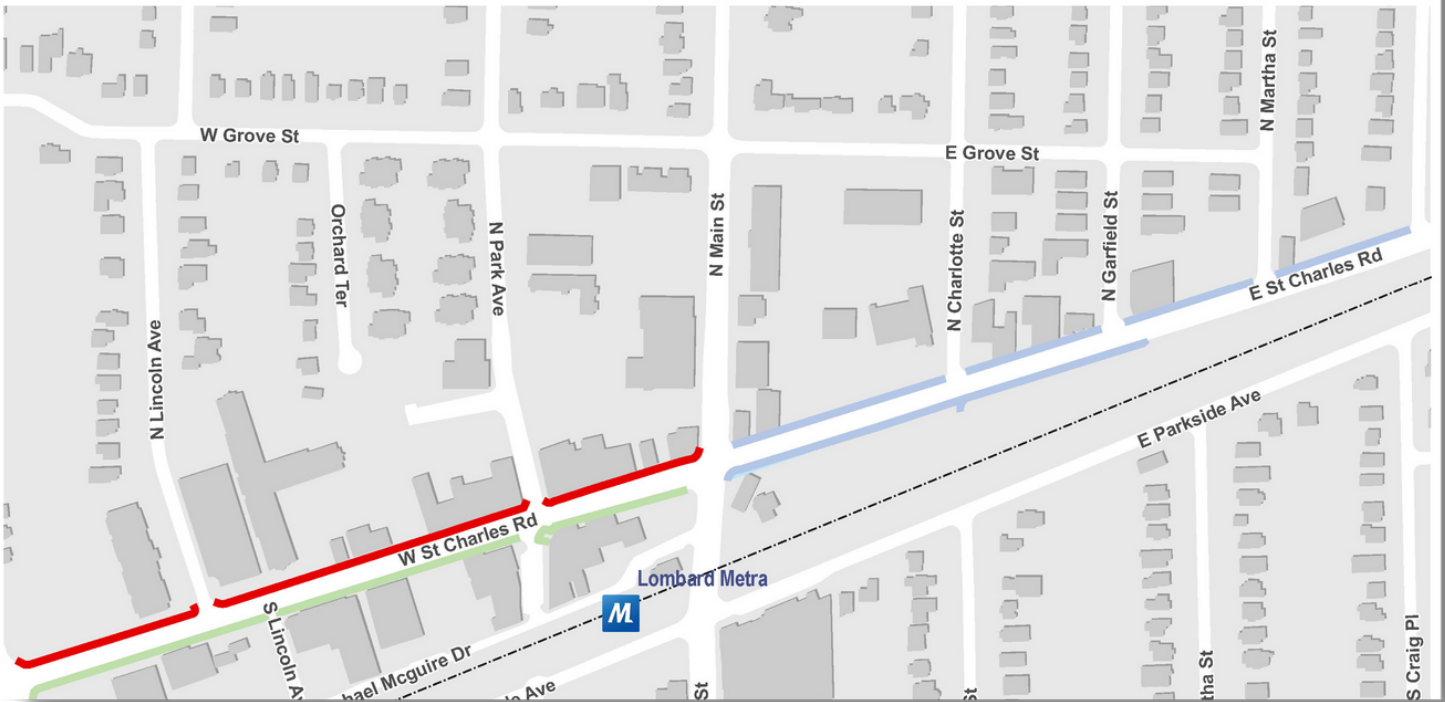 N Martha St
W Grove St
E Grove St
Orchard Ter
N Park Ave
N Main St
N Charlotte St
N Garfield St
E St Charles Rd
N Lincoln Ave
E Parkside Ave
W St Charles Rd
Lombard Metra
M
S Lincoln Av
hael Mcguire Dr
le Ave
St
St
tha St
S Craig Pl